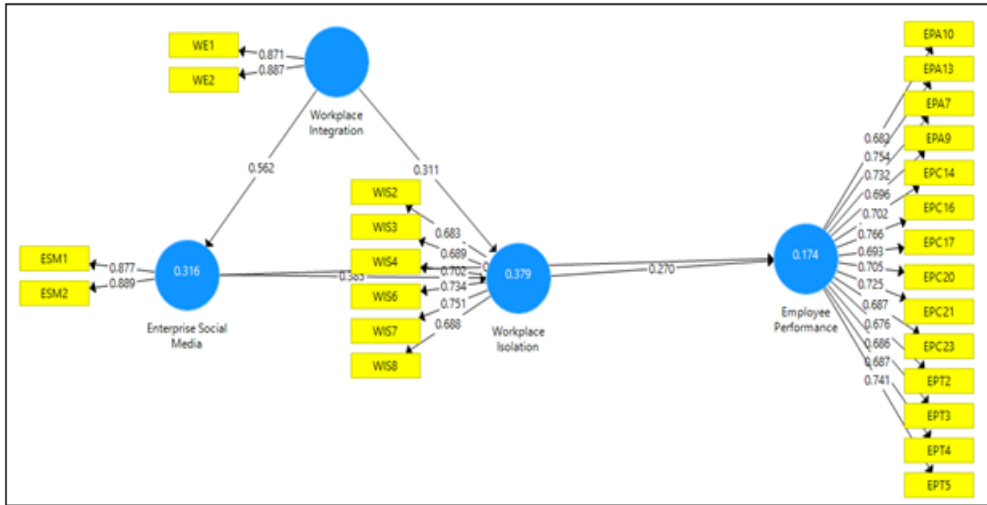 WE1
0.871
WE2
0.887
Workplace
Integration
0.562
0.311
WIS2
0.683
WIS3
0.689
WIS4
0.702
WIS6
0.734
WIS7
0.751
WIS8
0.688
ESM1
0.877
ESM2
0.889
0.316
Enterprise Social
Media
0.379
Workplace
Isolation
0.270
0.174
Employee
Performance
EPA10
0.682
EPA13
0.754
EPA7
0.732
EPA9
0.696
EPC14
0.702
EPC16
0.766
EPC17
0.693
EPC20
0.705
EPC21
0.725
EPC23
0.687
EPT2
0.676
EPT3
0.686
EPT4
0.687
EPT5
0.741